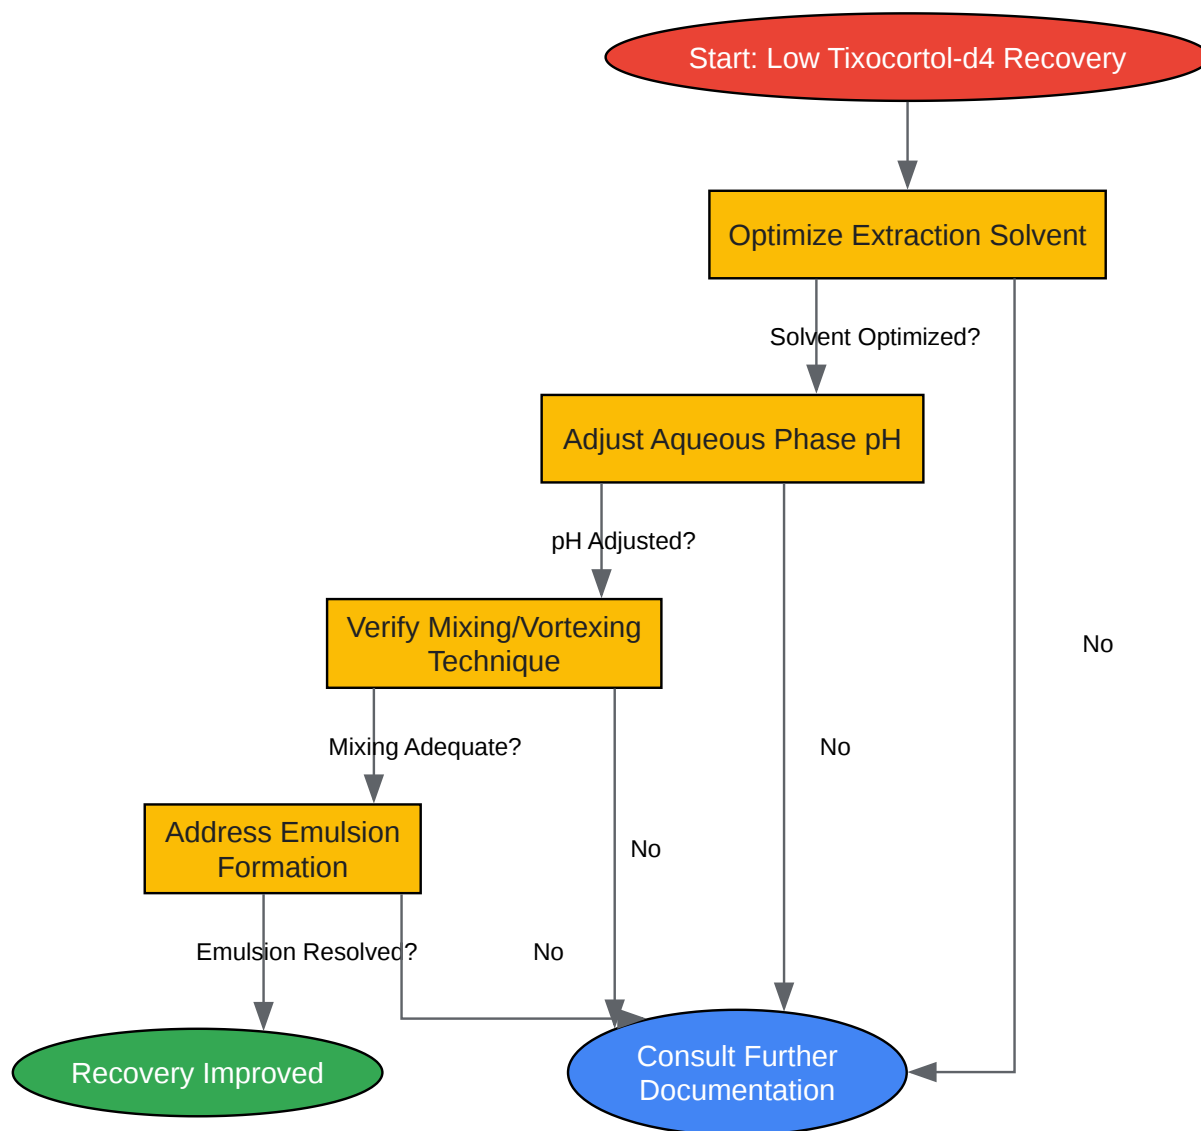 Start: Low Tixocortol-d4 Recovery
Optimize Extraction Solvent
Solvent Optimized?
Adjust Aqueous Phase pH
pH Adjusted?
Verify Mixing/Vortexing
Technique
No
Mixing Adequate?
No
Address Emulsion
Formation
No
Emulsion Resolved?
No
Recovery Improved
Consult Further
Documentation